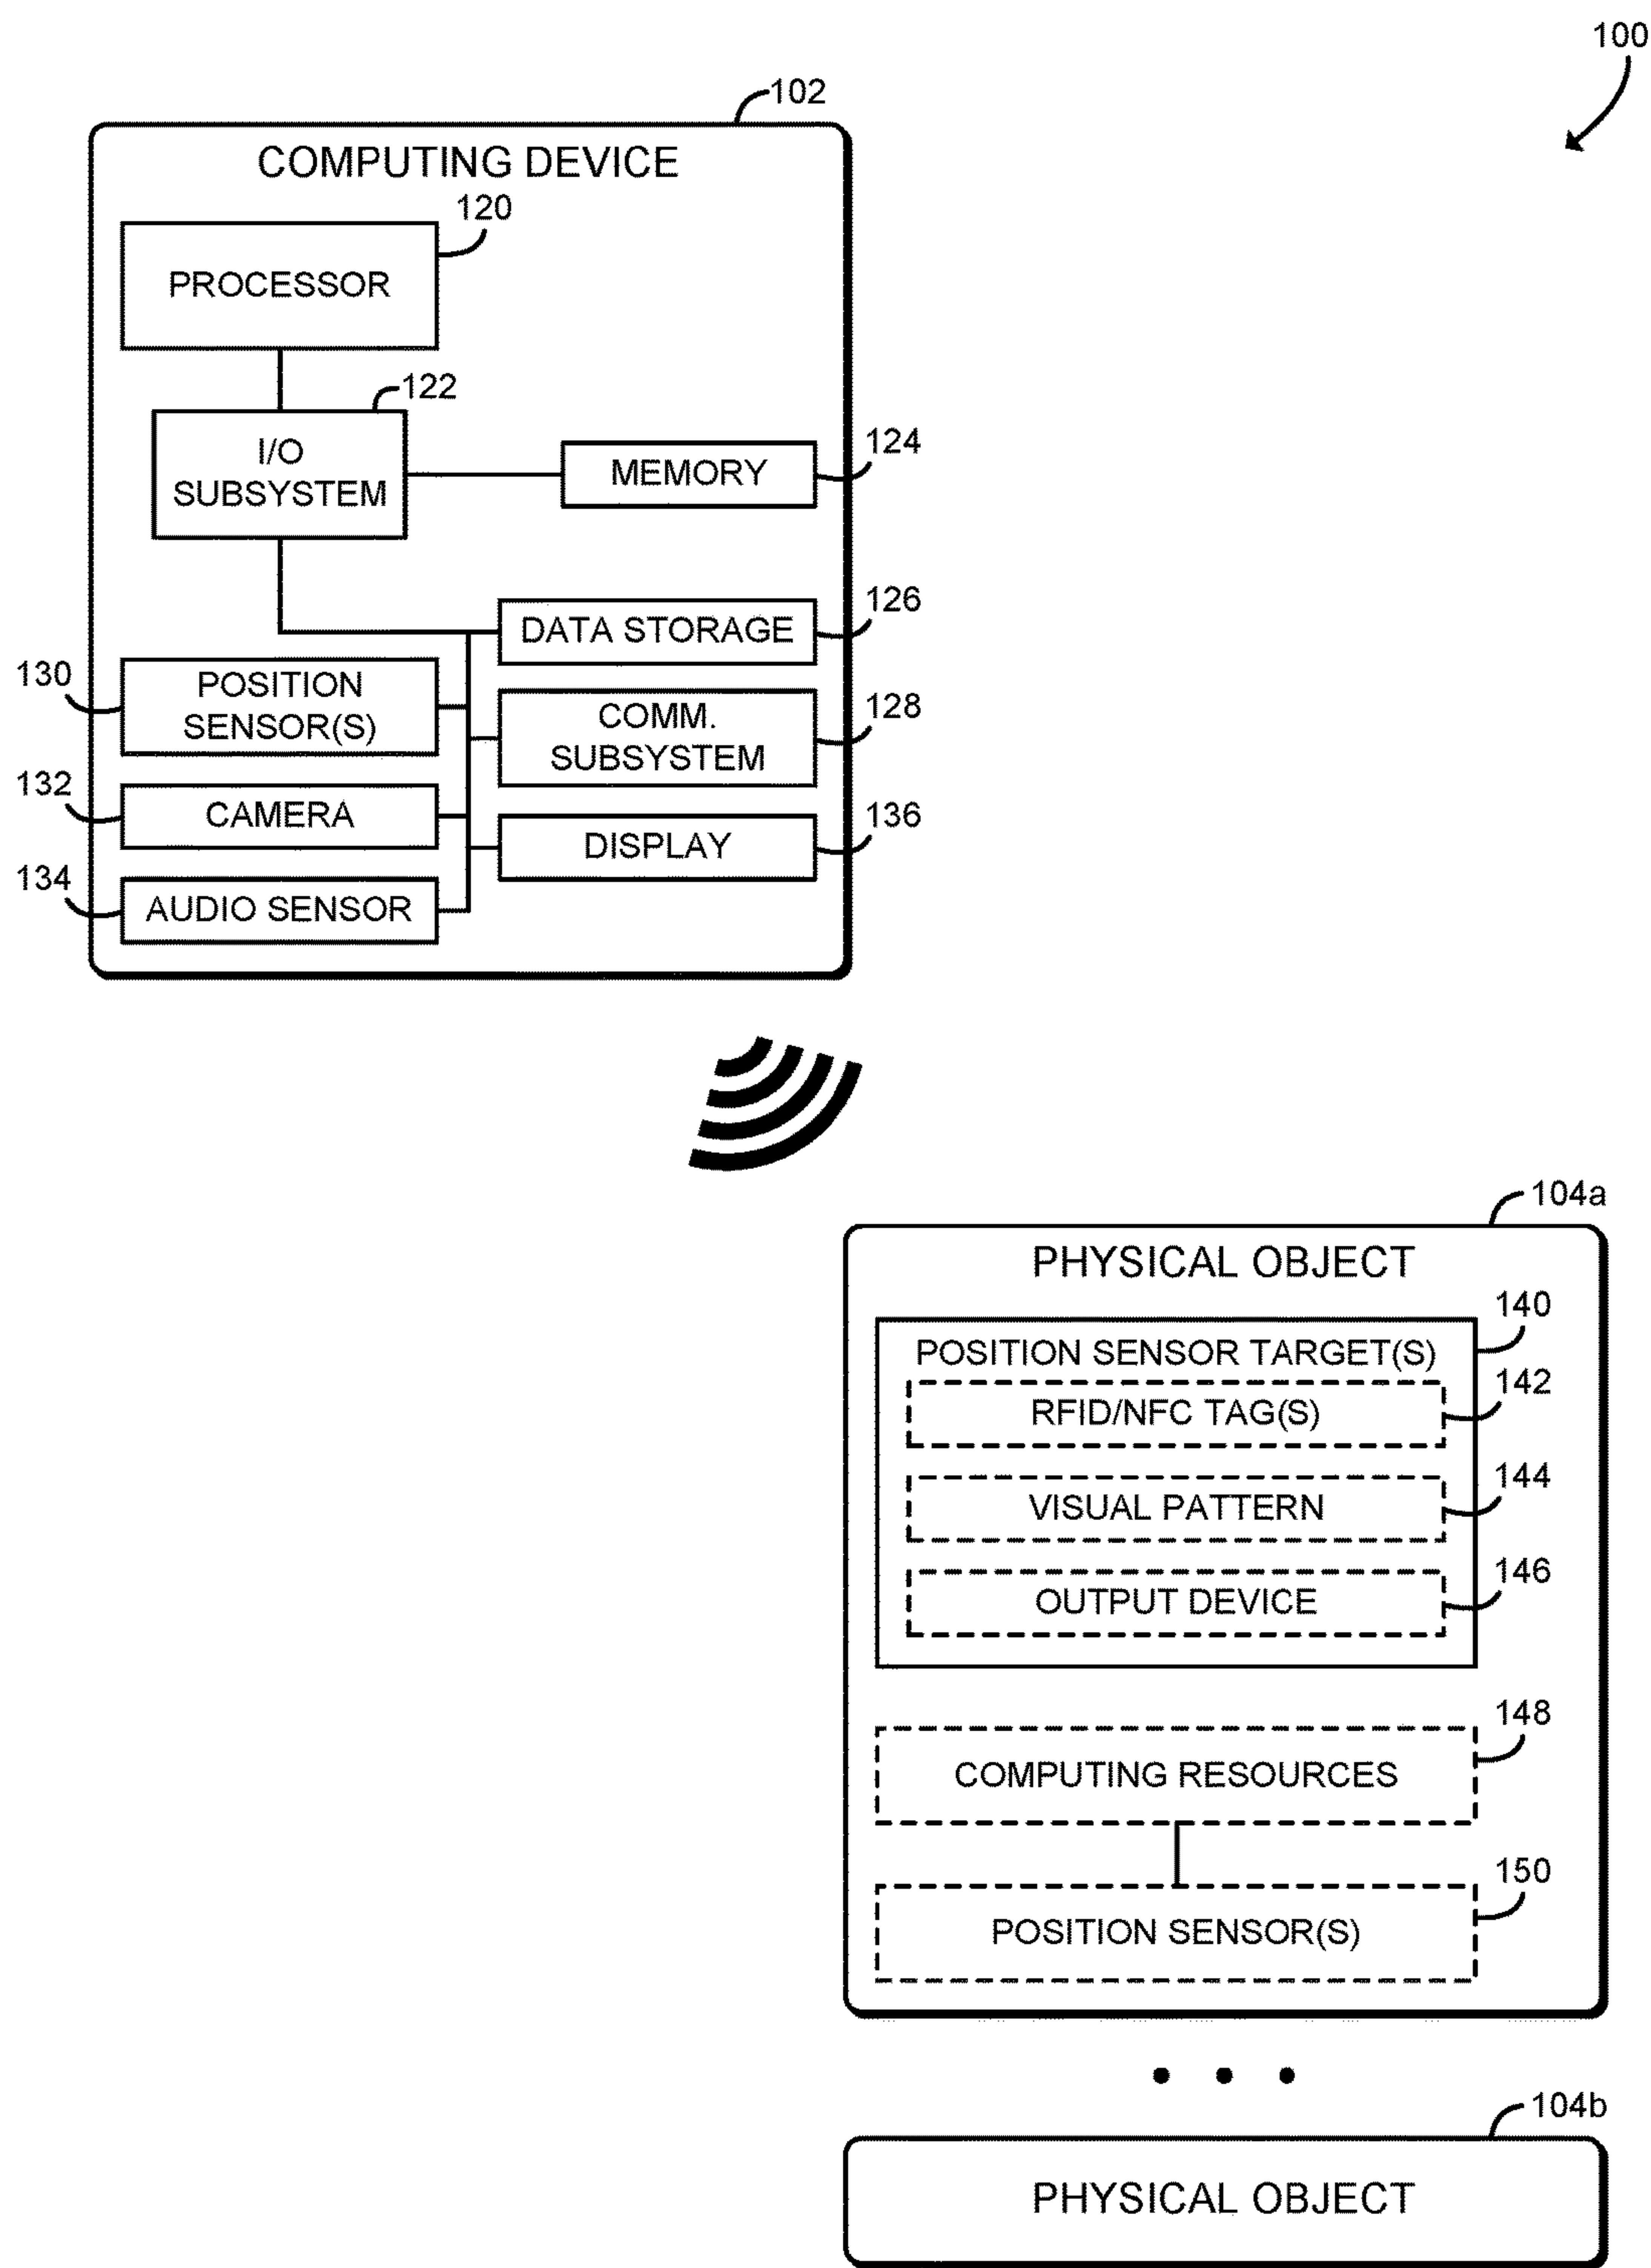 100
102
COMPUTING DEVICE
120
PROCESSOR
122
I/O
SUBSYSTEM
124
MEMORY
126
DATA STORAGE
130
POSITION
SENSOR(S)
128
COMM.
SUBSYSTEM
132
CAMERA
136
DISPLAY
134
AUDIO SENSOR
104a
PHYSICAL OBJECT
140
POSITION SENSOR TARGET(S)
142
RFID/NFC TAG(S)
144
VISUAL PATTERN
146
OUTPUT DEVICE
148
COMPUTING RESOURCES
150
POSITION SENSOR(S)
104b
PHYSICAL OBJECT